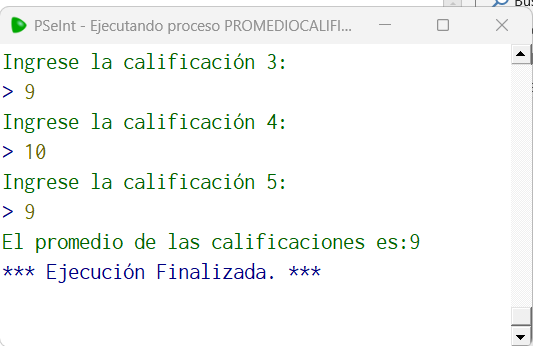 PSeInt - Ejecutando proceso PROMEDIOCALIFI...
Ingrese la calificación 3:
> 9
Ingrese la calificación 4:
> 10
Ingrese la calificación 5:
> 9
El promedio de las calificaciones es:9
*** Ejecución Finalizada. ***